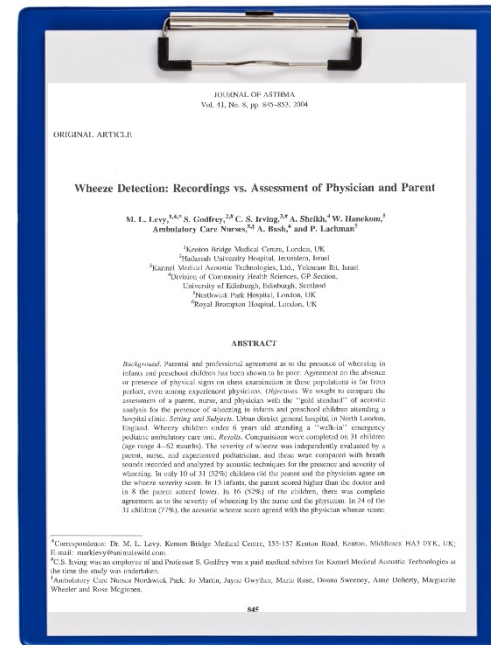 JOURNAL OF ASTHMA
Vol. 41, No. 8, pp. 845–853, 2004
ORIGINAL ARTICLE
Wheeze Detection: Recordings vs. Assessment of Physician and Parent
M. L. Levy,1,4,* S. Godfrey,2,# C. S. Irving,3,# A. Sheikh,4 W. Hanekom,5
Ambulatory Care Nurses,5,¶ A. Bush,6 and P. Lachman5
1Kenton Bridge Medical Centre, London, UK
2Hadassah University Hospital, Jerusalem, Israel
3Karmel Medical Acoustic Technologies, Ltd., Yokneam Ilit, Israel
4Division of Community Health Sciences, GP Section,
University of Edinburgh, Edinburgh, Scotland
5Northwick Park Hospital, London, UK
6Royal Brompton Hospital, London, UK
ABSTRACT
Background. Parental and professional agreement as to the presence of wheezing in
infants and preschool children has been shown to be poor. Agreement on the absence
or presence of physical signs on chest examination in these populations is far from
perfect, even among experienced physicians. Objectives. We sought to compare the
assessment of a parent, nurse, and physician with the "gold standard" of acoustic
analysis for the presence of wheezing in infants and preschool children attending a
hospital clinic. Setting and Subjects. Urban district general hospital in North London,
England. Wheezy children under 6 years old attending a "walk-in" emergency
pediatric ambulatory care unit. Results. Comparisions were completed on 31 children
(age range 4–62 months). The severity of wheeze was independently evaluated by a
parent, nurse, and experienced pediatrician, and these were compared with breath
sounds recorded and analyzed by acoustic techniques for the presence and severity of
wheezing. In only 10 of 31 (32%) children did the parent and the physician agree on
the wheeze severity score. In 13 infants, the parent scored higher than the doctor and
in 8 the parent scored lower. In 16 (52%) of the children, there was complete
agreement as to the severity of wheezing by the nurse and the physician. In 24 of the
31 children (77%), the acoustic wheeze score agreed with the physician wheeze score;
*Correspondence: Dr. M. L. Levy, Kenton Bridge Medical Centre, 155-157 Kenton Road, Kenton, Middlesex HA3 0YX, UK;
E-mail: marklevy@animalswild.com.
#C.S. Irving was an employee of and Professor S. Godfrey was a paid medical adviser for Karmel Medical Acoustic Technologies at
the time the study was undertaken.
¶Ambulatory Care Nurses Northwick Park: Jo Martin, Jayne Gwyther, Maria Rose, Donna Sweeney, Anne Doherty, Marguerite
Wheeler and Rose Mcginnes.
845